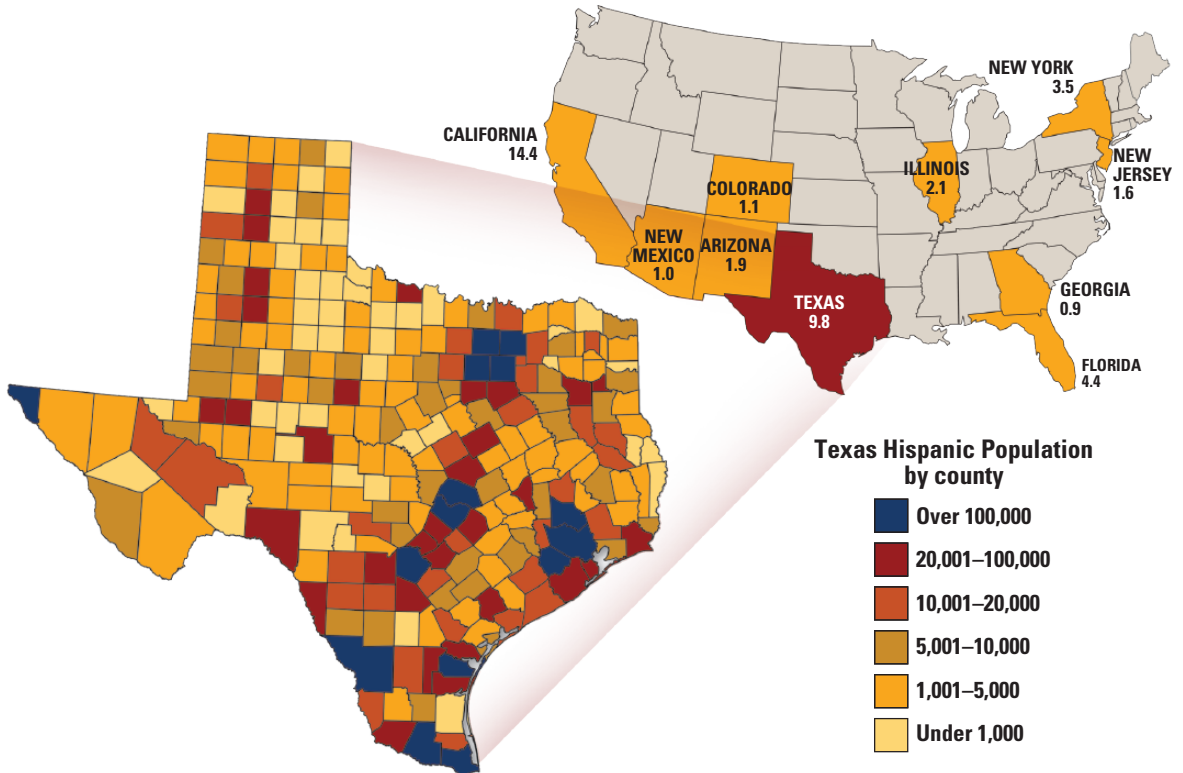 NEW YORK
3.5
CALIFORNIA
14.4
ILLINOIS
2.1
NEW
JERSEY
1.6
COLORADO
1.1
NEW
MEXICO
1.0
ARIZONA
1.9
TEXAS
9.8
GEORGIA
0.9
FLORIDA
4.4
Texas Hispanic Population
by county
Over 100,000
20,001–100,000
10,001–20,000
5,001–10,000
1,001–5,000
Under 1,000